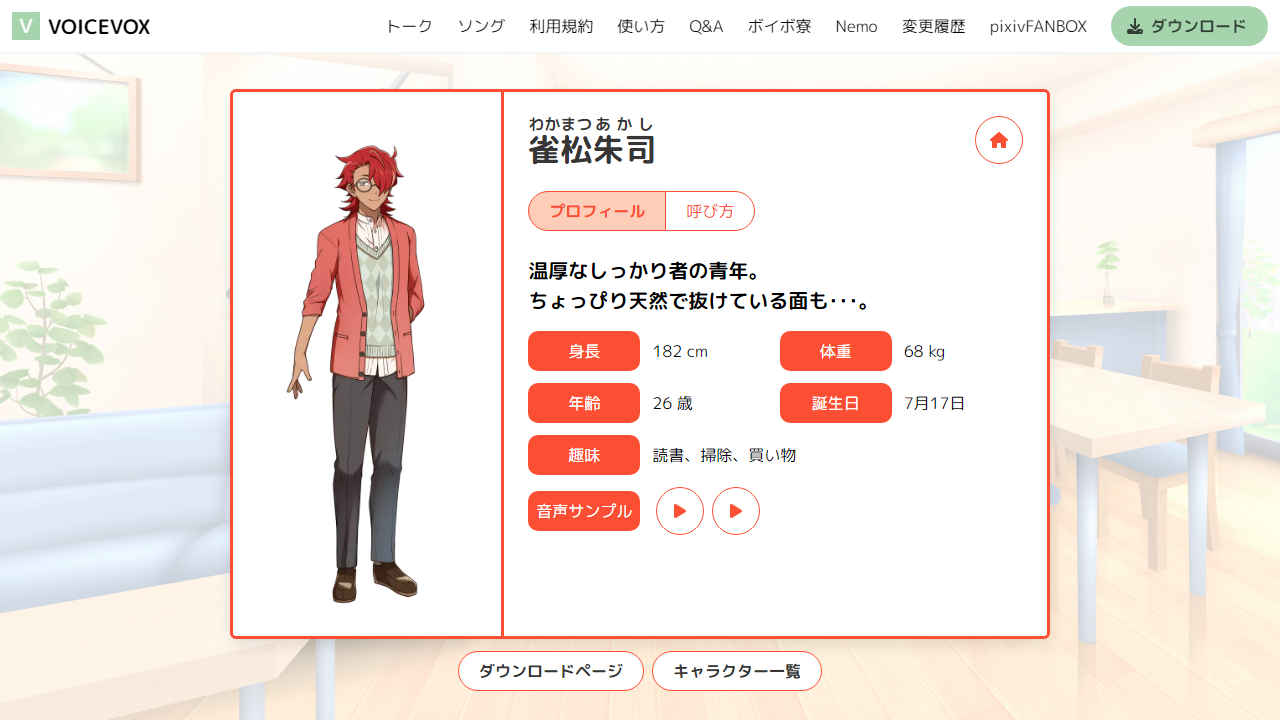 V VOICEVOX トーク ソング 利用規約 使い方 Q&A ボイボ寮 Nemo 変更履歴 pixivFANBOX ダウンロード
わかまつ あ か し
雀松朱司
プロフィール 呼び方
温厚なしっかり者の青年。
ちょっぴり天然で抜けている面も･･･。
身長 182 cm 体重 68 kg
年齢 26 歳 誕生日 7月17日
趣味 読書、掃除、買い物
音声サンプル
ダウンロードページ キャラクター一覧